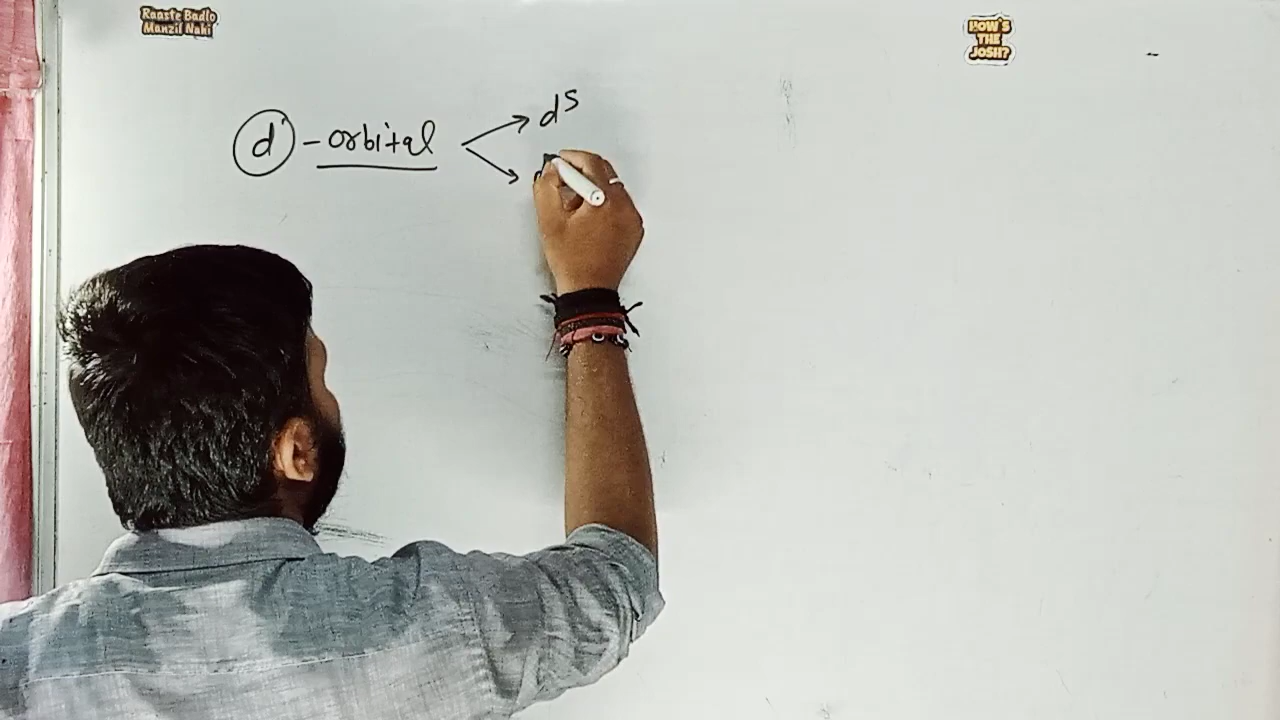 Raaste Badlo
Manzil Nahi
HOW'S
THE
JOSH?
d - orbital
d⁵